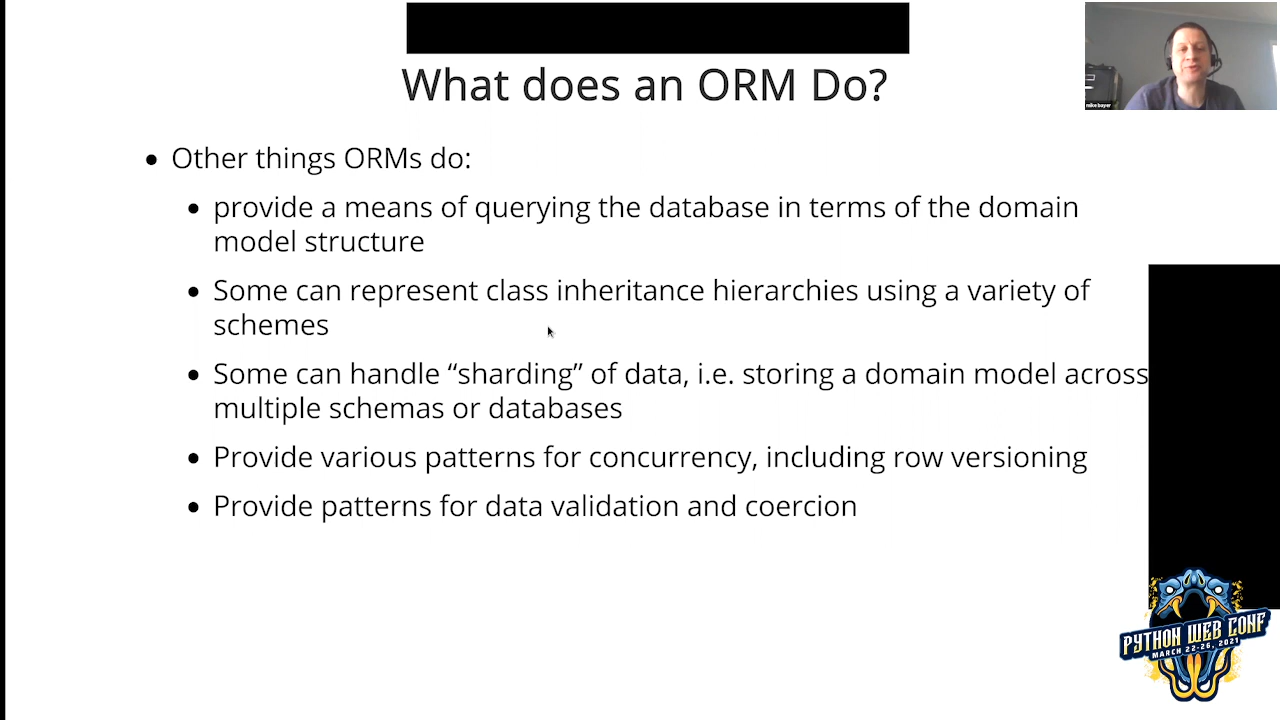 What does an ORM Do?
mike bayer
Other things ORMs do:
provide a means of querying the database in terms of the domain
model structure
Some can represent class inheritance hierarchies using a variety of
schemes
Some can handle “sharding” of data, i.e. storing a domain model across
multiple schemas or databases
Provide various patterns for concurrency, including row versioning
Provide patterns for data validation and coercion
PYTHON WEB CONF
MARCH 22-26, 2021